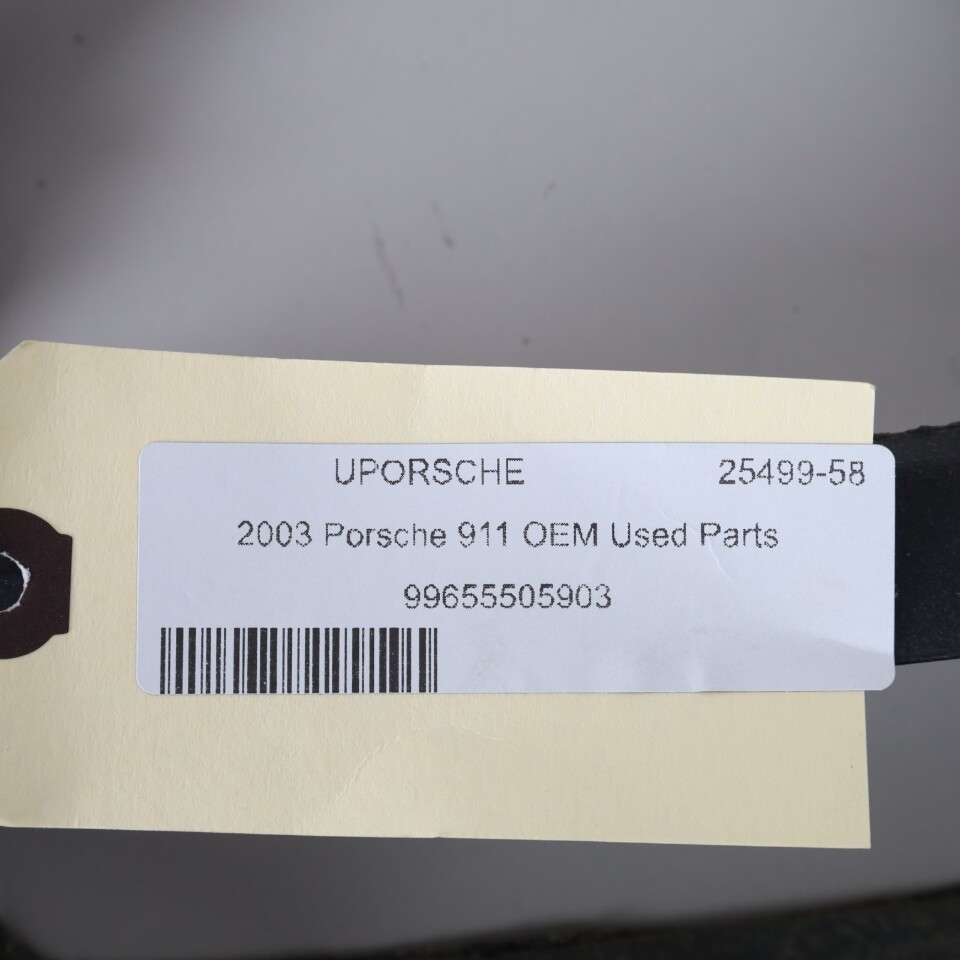 UPORSCHE 25499-58
2003 Porsche 911 OEM Used Parts
99655505903